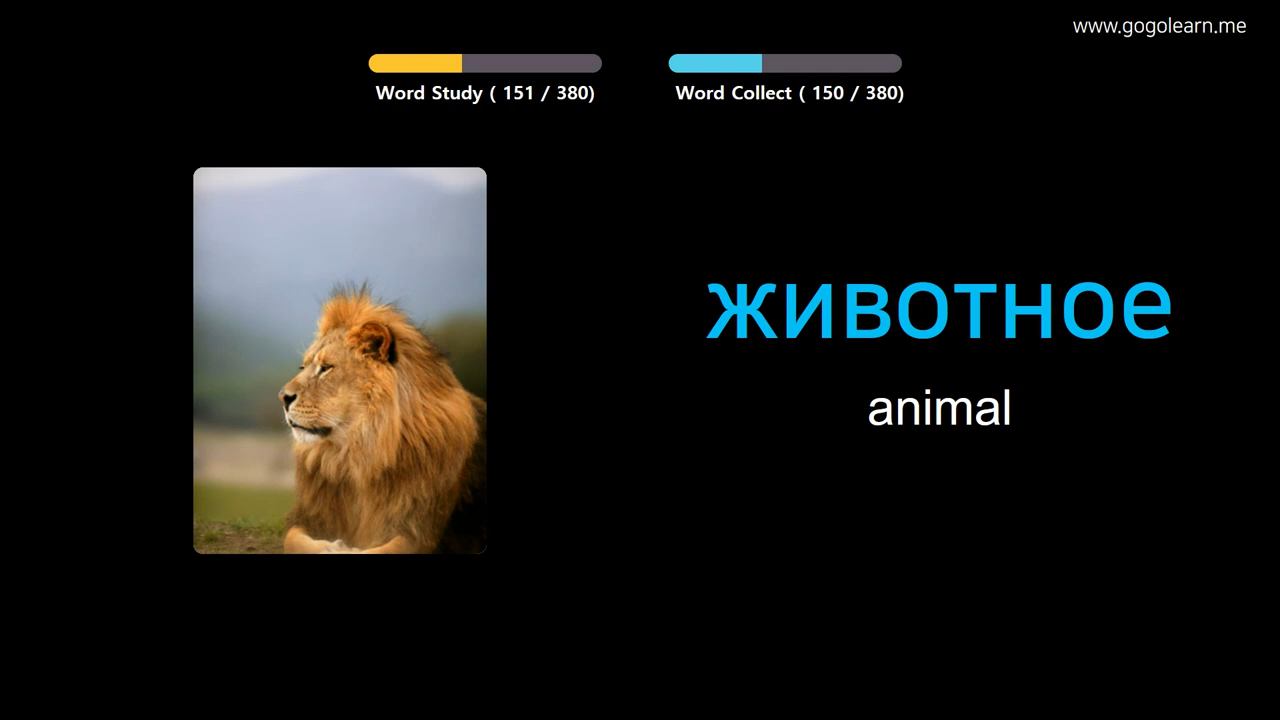 www.gogolearn.me
Word Study ( 151 / 380)
Word Collect ( 150 / 380)
животное
animal